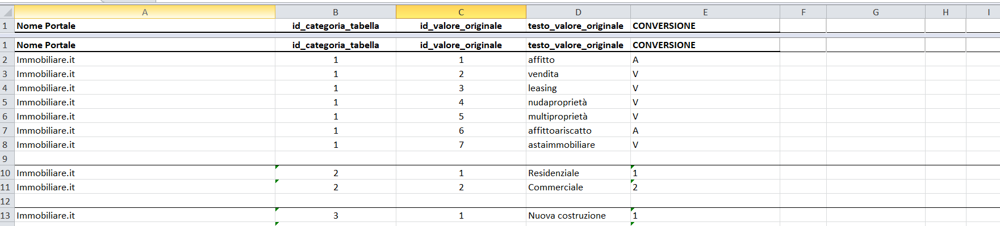 A B C D E F G H I
1 Nome Portale id_categoria_tabella id_valore_originale testo_valore_originale CONVERSIONE
1 Nome Portale id_categoria_tabella id_valore_originale testo_valore_originale CONVERSIONE
2 Immobiliare.it 1 1 affitto A
3 Immobiliare.it 1 2 vendita V
4 Immobiliare.it 1 3 leasing V
5 Immobiliare.it 1 4 nudaproprietà V
6 Immobiliare.it 1 5 multiproprietà V
7 Immobiliare.it 1 6 affittoariscatto A
8 Immobiliare.it 1 7 astaimmobiliare V
9
10 Immobiliare.it 2 1 Residenziale 1
11 Immobiliare.it 2 2 Commerciale 2
12
13 Immobiliare.it 3 1 Nuova costruzione 1